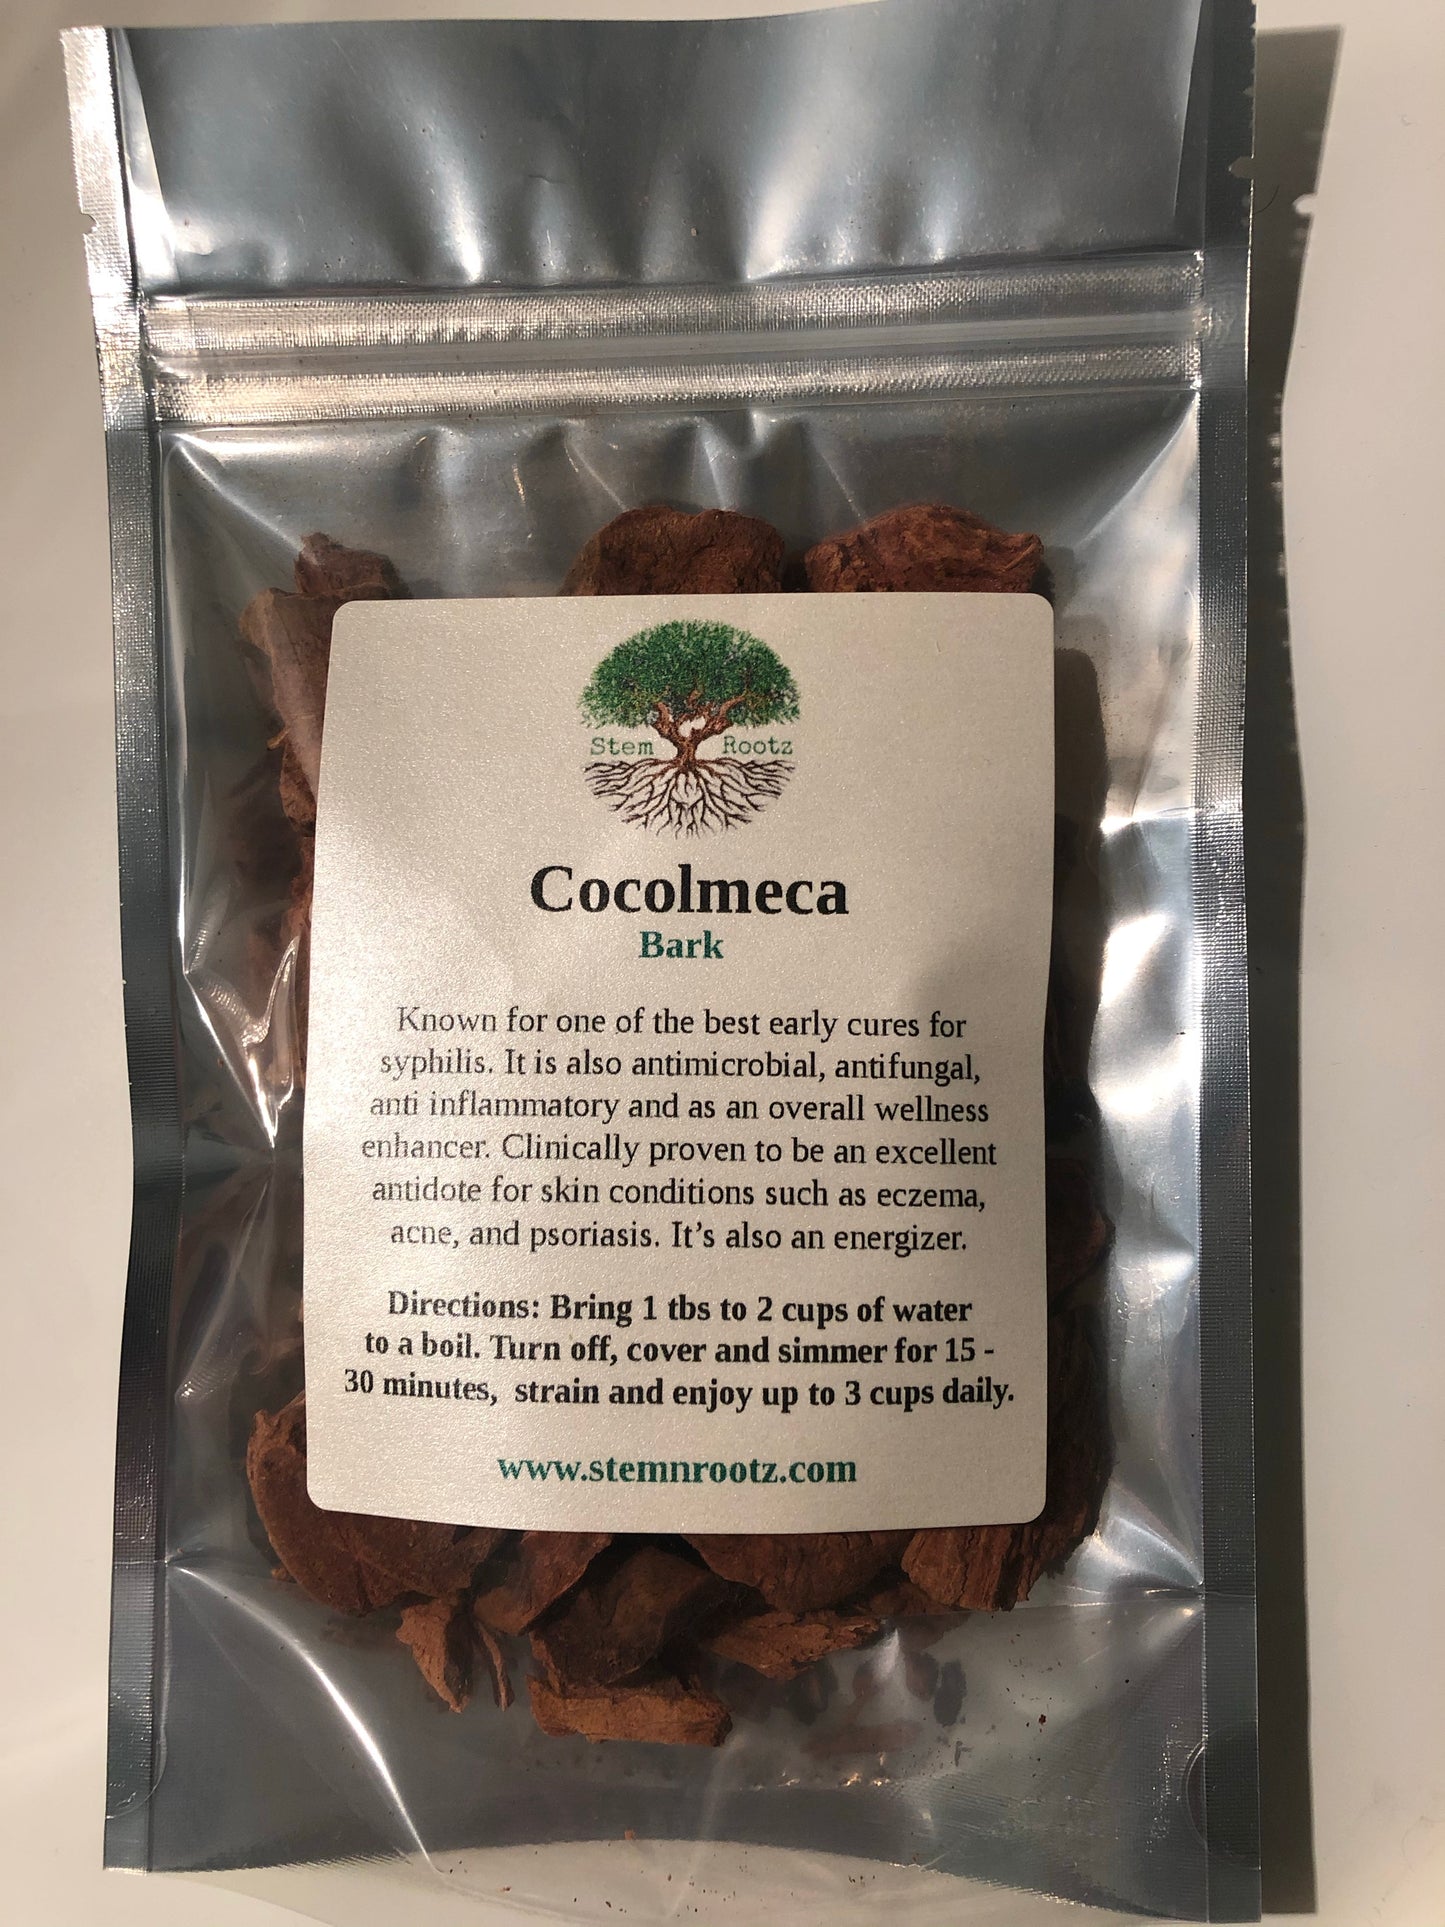 Stem Rootz
Cocolmeca
Bark
Known for one of the best early cures for
syphilis. It is also antimicrobial, antifungal,
anti inflammatory and as an overall wellness
enhancer. Clinically proven to be an excellent
antidote for skin conditions such as eczema,
acne, and psoriasis. It's also an energizer.
Directions: Bring 1 tbs to 2 cups of water
to a boil. Turn off, cover and simmer for 15 -
30 minutes, strain and enjoy up to 3 cups daily.
www.stemnrootz.com